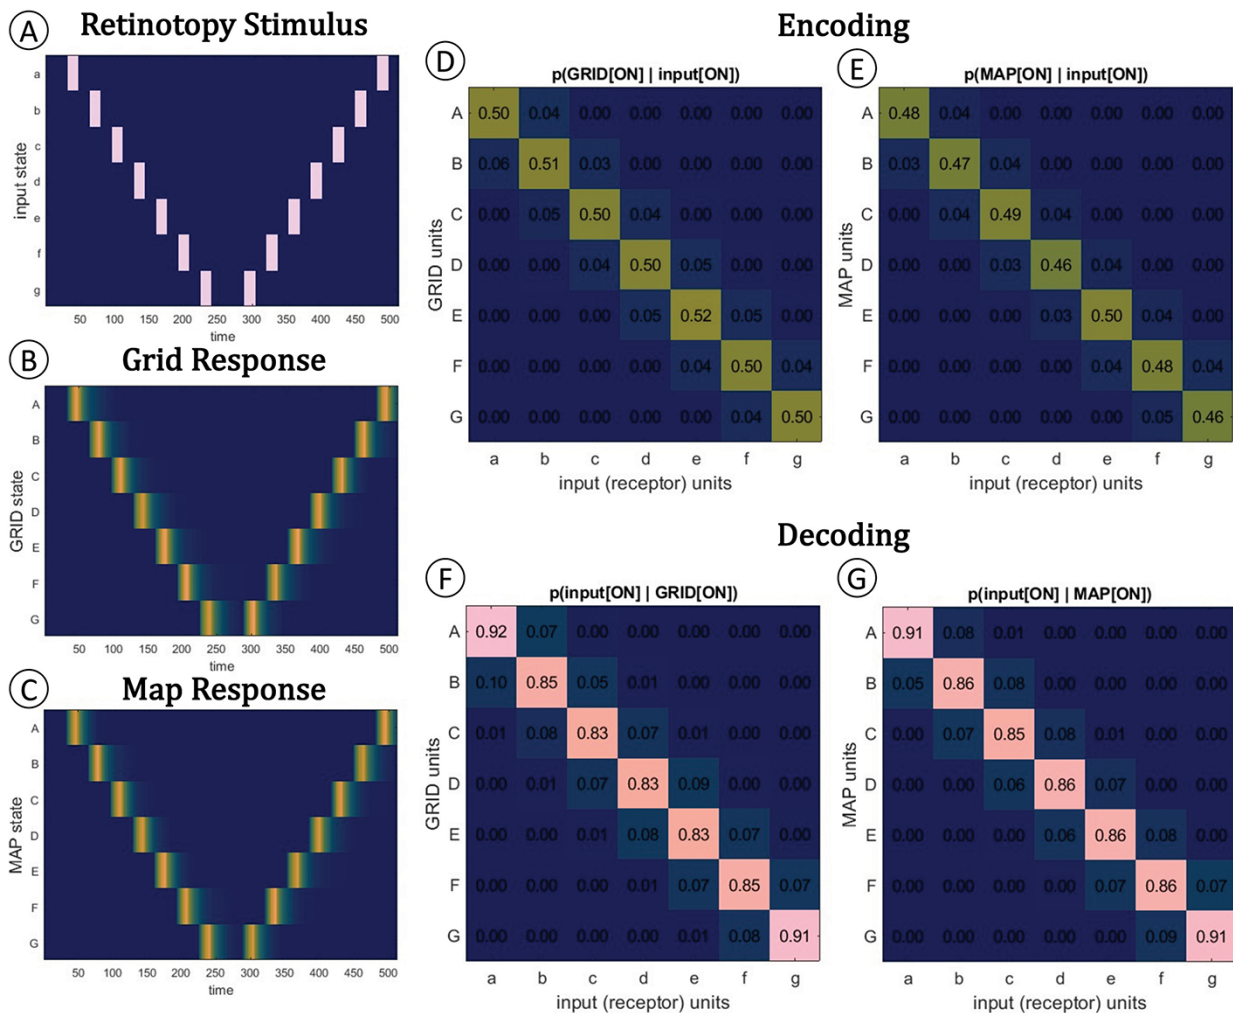 A Retinotopy Stimulus
input state
a
b
c
d
e
f
g
50 100 150 200 250 300 350 400 450 500
time
B Grid Response
GRID state
A
B
C
D
E
F
G
50 100 150 200 250 300 350 400 450 500
time
C Map Response
MAP state
A
B
C
D
E
F
G
50 100 150 200 250 300 350 400 450 500
time
Encoding
D p(GRID[ON] | input[ON])
GRID units
A 0.50 0.04 0.00 0.00 0.00 0.00 0.00
B 0.06 0.51 0.03 0.00 0.00 0.00 0.00
C 0.00 0.05 0.50 0.04 0.00 0.00 0.00
D 0.00 0.00 0.04 0.50 0.05 0.00 0.00
E 0.00 0.00 0.00 0.05 0.52 0.05 0.00
F 0.00 0.00 0.00 0.00 0.04 0.50 0.04
G 0.00 0.00 0.00 0.00 0.00 0.04 0.50
a b c d e f g
input (receptor) units
E p(MAP[ON] | input[ON])
MAP units
A 0.48 0.04 0.00 0.00 0.00 0.00 0.00
B 0.03 0.47 0.04 0.00 0.00 0.00 0.00
C 0.00 0.04 0.49 0.04 0.00 0.00 0.00
D 0.00 0.00 0.03 0.46 0.04 0.00 0.00
E 0.00 0.00 0.00 0.03 0.50 0.04 0.00
F 0.00 0.00 0.00 0.00 0.04 0.48 0.04
G 0.00 0.00 0.00 0.00 0.00 0.05 0.46
a b c d e f g
input (receptor) units
Decoding
F p(input[ON] | GRID[ON])
GRID units
A 0.92 0.07 0.00 0.00 0.00 0.00 0.00
B 0.10 0.85 0.05 0.01 0.00 0.00 0.00
C 0.01 0.08 0.83 0.07 0.01 0.00 0.00
D 0.00 0.01 0.07 0.83 0.09 0.00 0.00
E 0.00 0.00 0.01 0.08 0.83 0.07 0.00
F 0.00 0.00 0.00 0.01 0.07 0.85 0.07
G 0.00 0.00 0.00 0.00 0.01 0.08 0.91
a b c d e f g
input (receptor) units
G p(input[ON] | MAP[ON])
MAP units
A 0.91 0.08 0.01 0.00 0.00 0.00 0.00
B 0.05 0.86 0.08 0.00 0.00 0.00 0.00
C 0.00 0.07 0.85 0.08 0.01 0.00 0.00
D 0.00 0.00 0.06 0.86 0.07 0.00 0.00
E 0.00 0.00 0.00 0.06 0.86 0.08 0.00
F 0.00 0.00 0.00 0.00 0.07 0.86 0.07
G 0.00 0.00 0.00 0.00 0.00 0.09 0.91
a b c d e f g
input (receptor) units